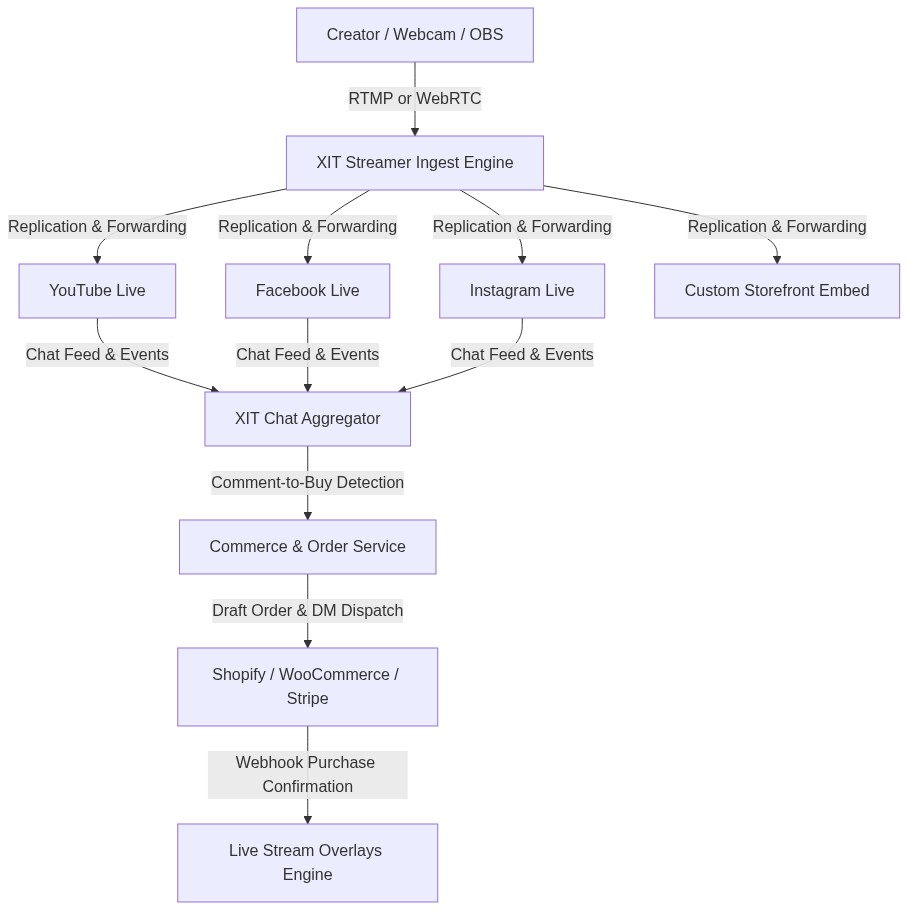 Creator / Webcam / OBS
RTMP or WebRTC
XIT Streamer Ingest Engine
Replication & Forwarding
Replication & Forwarding
Replication & Forwarding
Replication & Forwarding
YouTube Live
Facebook Live
Instagram Live
Custom Storefront Embed
Chat Feed & Events
Chat Feed & Events
Chat Feed & Events
XIT Chat Aggregator
Comment-to-Buy Detection
Commerce & Order Service
Draft Order & DM Dispatch
Shopify / WooCommerce /
Stripe
Webhook Purchase
Confirmation
Live Stream Overlays
Engine